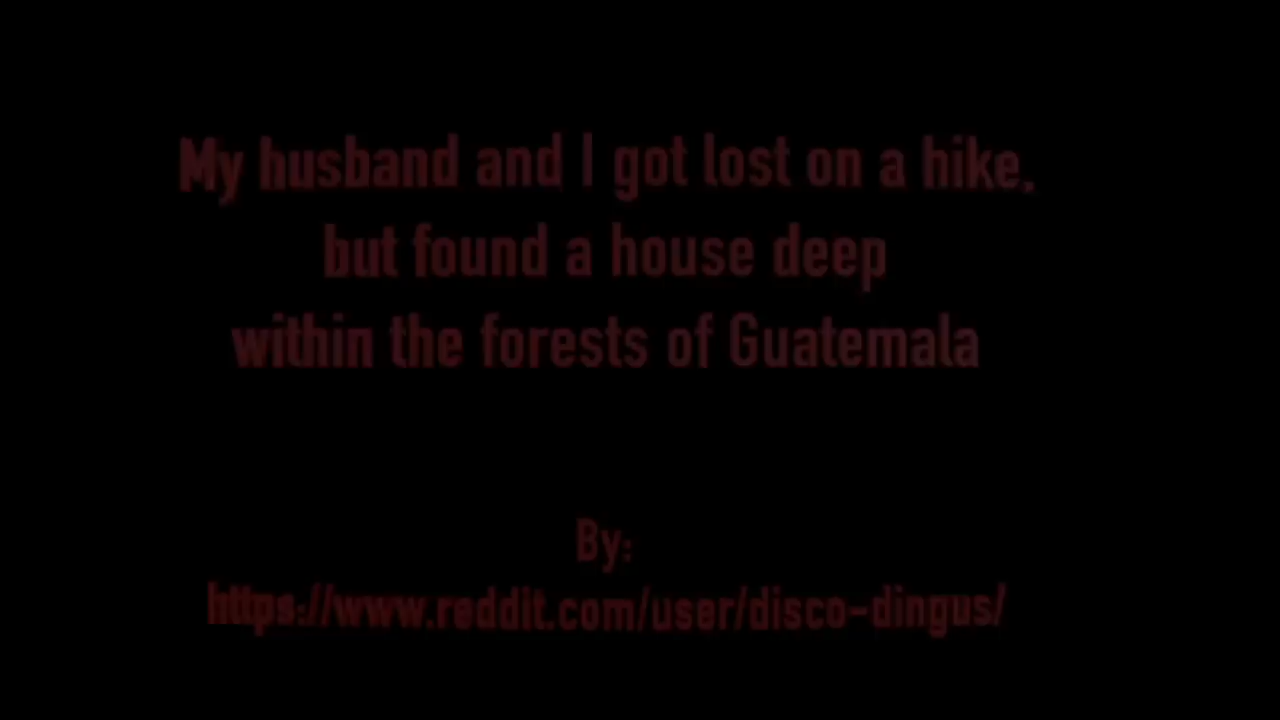 My husband and I got lost on a hike,
but found a house deep
within the forests of Guatemala
By:
https://www.reddit.com/user/disco-dingus/